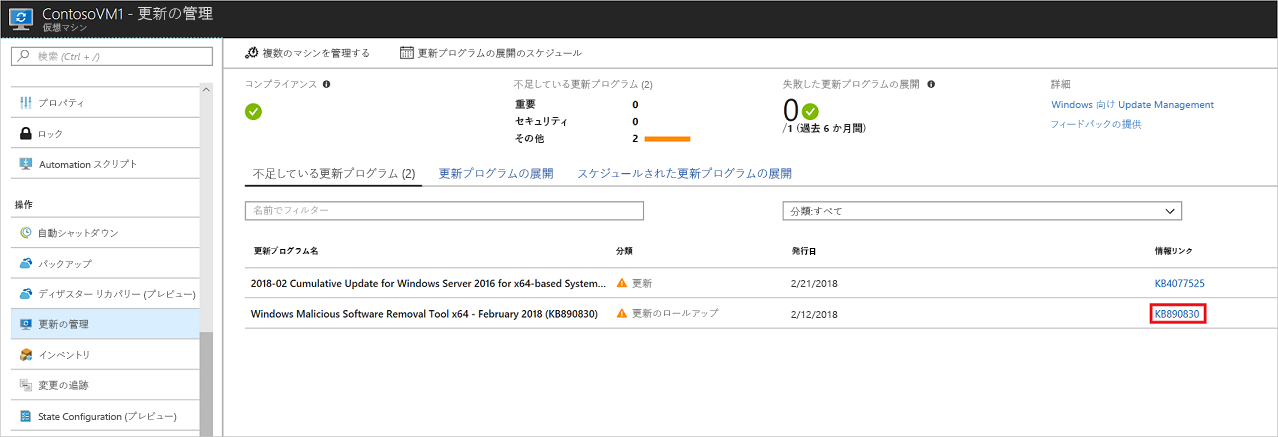 ContosoVM1 - 更新の管理
仮想マシン
検索 (Ctrl + /)
プロパティ
ロック
Automation スクリプト
操作
自動シャットダウン
バックアップ
ディザスター リカバリー (プレビュー)
更新の管理
インベントリ
変更の追跡
State Configuration (プレビュー)
複数のマシンを管理する 更新プログラムの展開のスケジュール
コンプライアンス
不足している更新プログラム (2)
重要 0
セキュリティ 0
その他 2
失敗した更新プログラムの展開
0
/1 (過去 6 か月間)
詳細
Windows 向け Update Management
フィードバックの提供
不足している更新プログラム (2) 更新プログラムの展開 スケジュールされた更新プログラムの展開
名前でフィルター 分類:すべて
更新プログラム名 分類 発行日 情報リンク
2018-02 Cumulative Update for Windows Server 2016 for x64-based System... 更新 2/21/2018 KB4077525
Windows Malicious Software Removal Tool x64 - February 2018 (KB890830) 更新のロールアップ 2/12/2018 KB890830